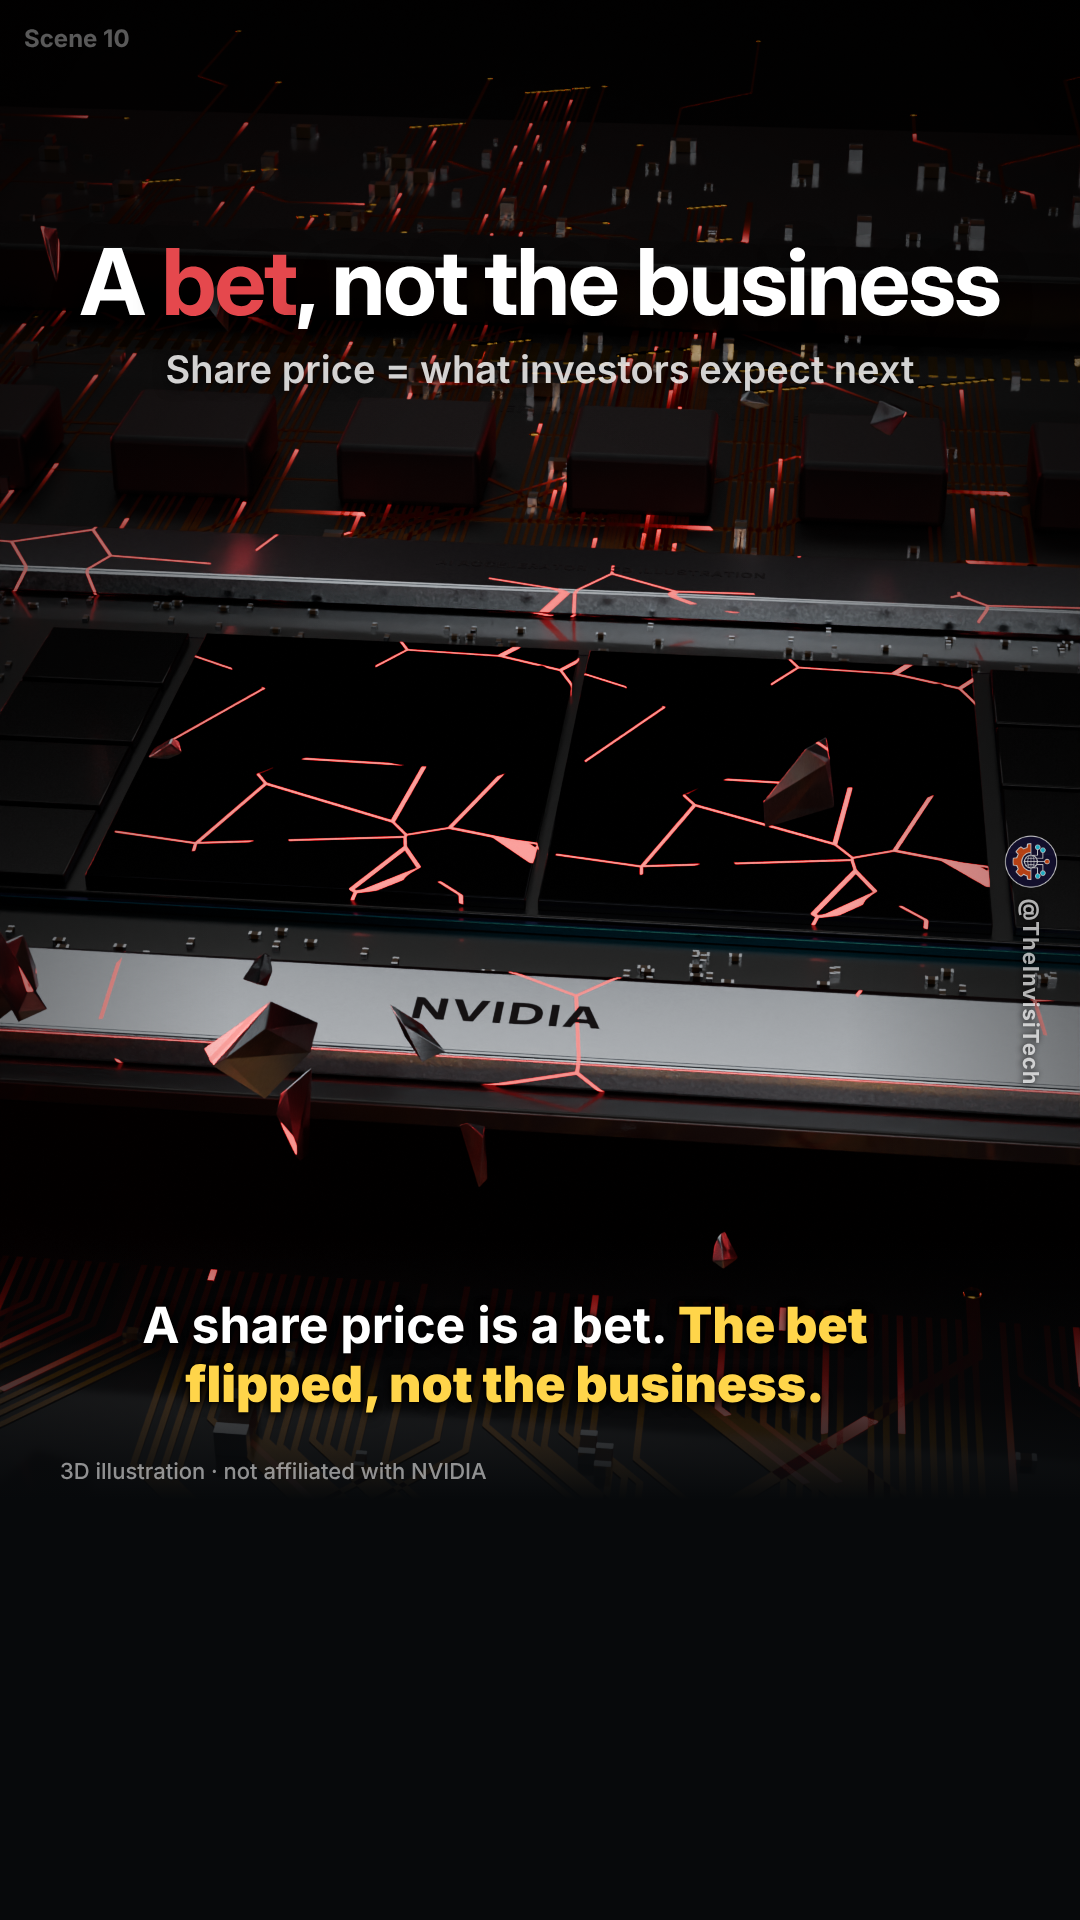 Scene 10
A bet, not the business
Share price = what investors expect next
NVIDIA
@TheInvisiTech
A share price is a bet. The bet
flipped, not the business.
3D illustration · not affiliated with NVIDIA